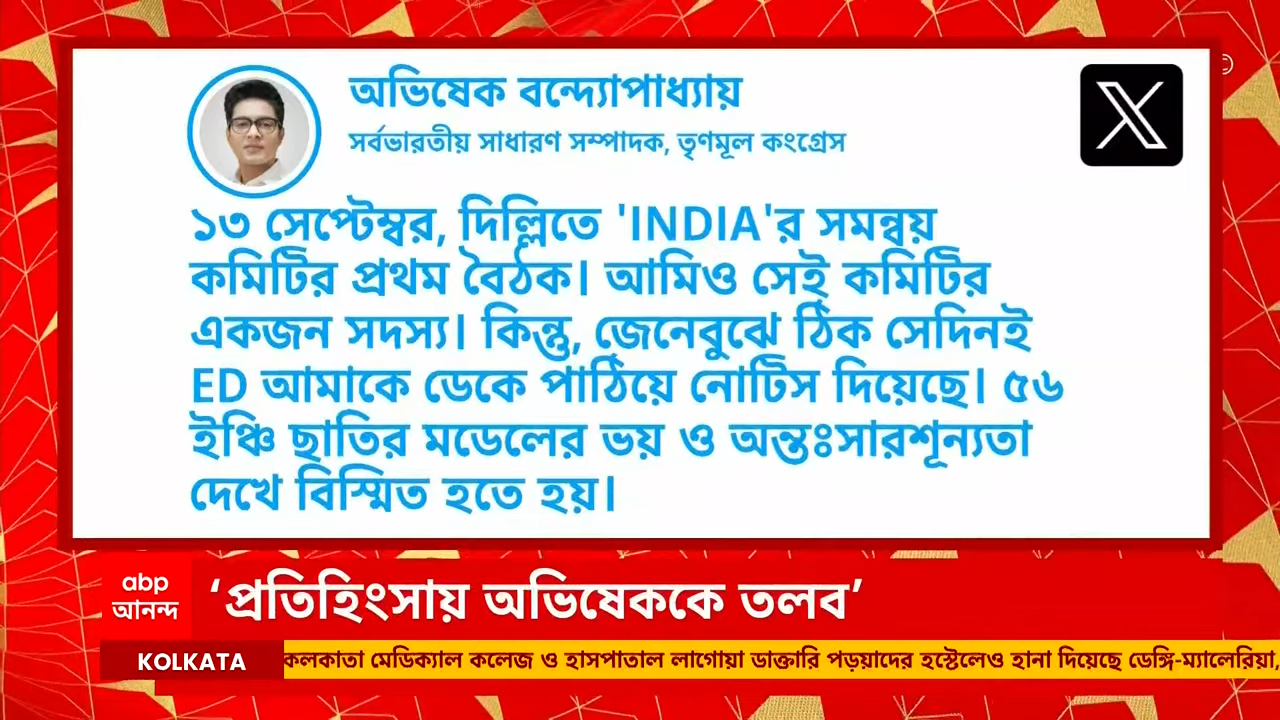 অভিষেক বন্দ্যোপাধ্যায়
সর্বভারতীয় সাধারণ সম্পাদক, তৃণমূল কংগ্রেস
X
১৩ সেপ্টেম্বর, দিল্লিতে 'INDIA'র সমন্বয়
কমিটির প্রথম বৈঠক। আমিও সেই কমিটির
একজন সদস্য। কিন্তু, জেনেবুঝে ঠিক সেদিনই
ED আমাকে ডেকে পাঠিয়ে নোটিস দিয়েছে। ৫৬
ইঞ্চি ছাতির মডেলের ভয় ও অন্তঃসারশূন্যতা
দেখে বিস্মিত হতে হয়।
abp
আনন্দ
‘প্রতিহিংসায় অভিষেককে তলব’
KOLKATA
কলকাতা মেডিক্যাল কলেজ ও হাসপাতাল লাগোয়া ডাক্তারি পড়য়াদের হস্টেলেও হানা দিয়েছে ডেঙ্গি-ম্যালেরিয়া,